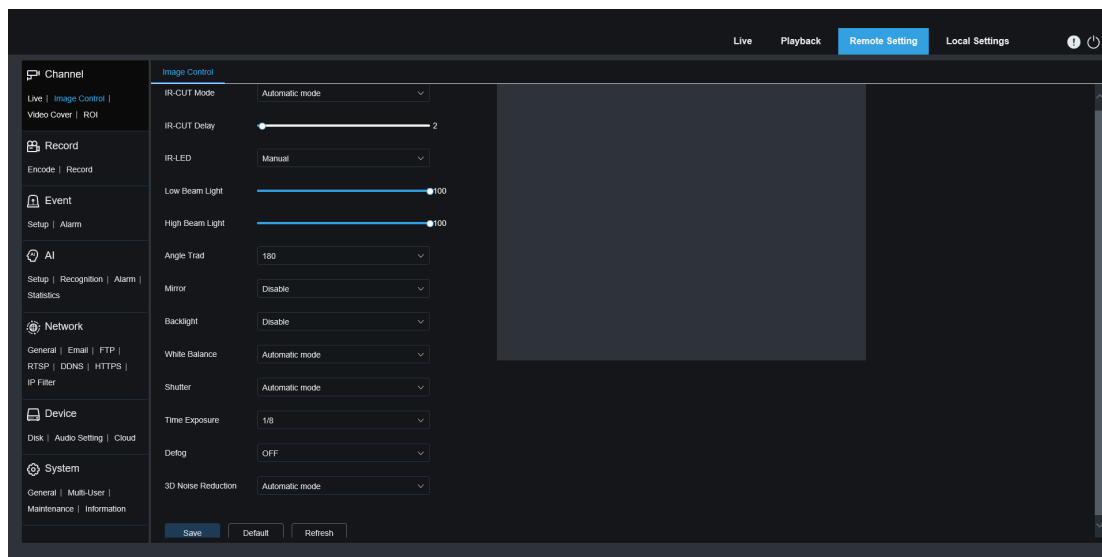 Live Playback Remote Setting Local Settings
Channel
Live | Image Control |
Video Cover | ROI
Record
Encode | Record
Event
Setup | Alarm
AI
Setup | Recognition | Alarm |
Statistics
Network
General | Email | FTP |
RTSP | DDNS | HTTPS |
IP Filter
Device
Disk | Audio Setting | Cloud
System
General | Multi-User |
Maintenance | Information
Image Control
IR-CUT Mode Automatic mode
IR-CUT Delay 2
IR-LED Manual
Low Beam Light 100
High Beam Light 100
Angle Trad 180
Mirror Disable
Backlight Disable
White Balance Automatic mode
Shutter Automatic mode
Time Exposure 1/8
Defog OFF
3D Noise Reduction Automatic mode
Save Default Refresh